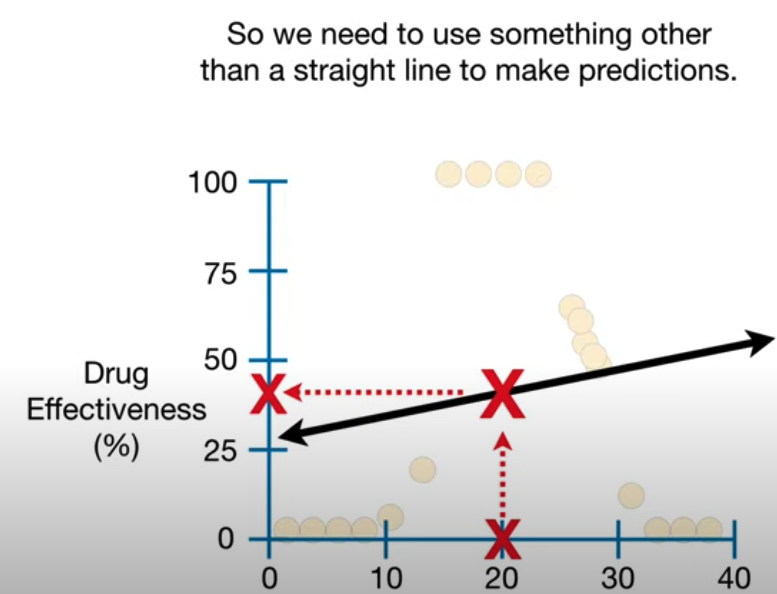 So we need to use something other
than a straight line to make predictions.
100
75
50
Drug
Effectiveness
(%)
25
0
0 10 20 30 40